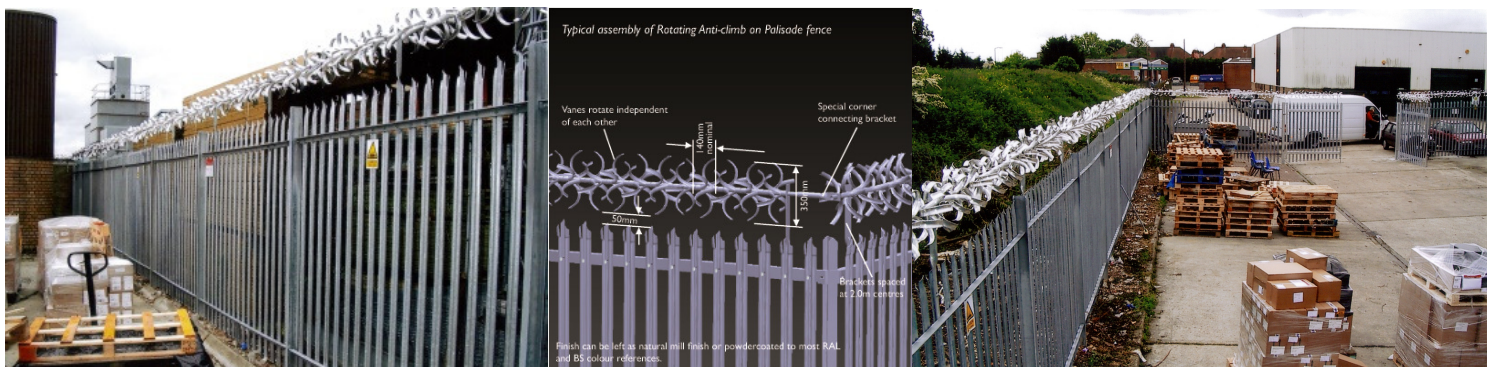 Typical assembly of Rotating Anti-climb on Palisade fence
Vanes rotate independent
of each other
140mm
nominal
Special corner
connecting bracket
350mm
50mm
Brackets spaced
at 2.0m centres
Finish can be left as natural mill finish or powdercoated to most RAL
and BS colour references.